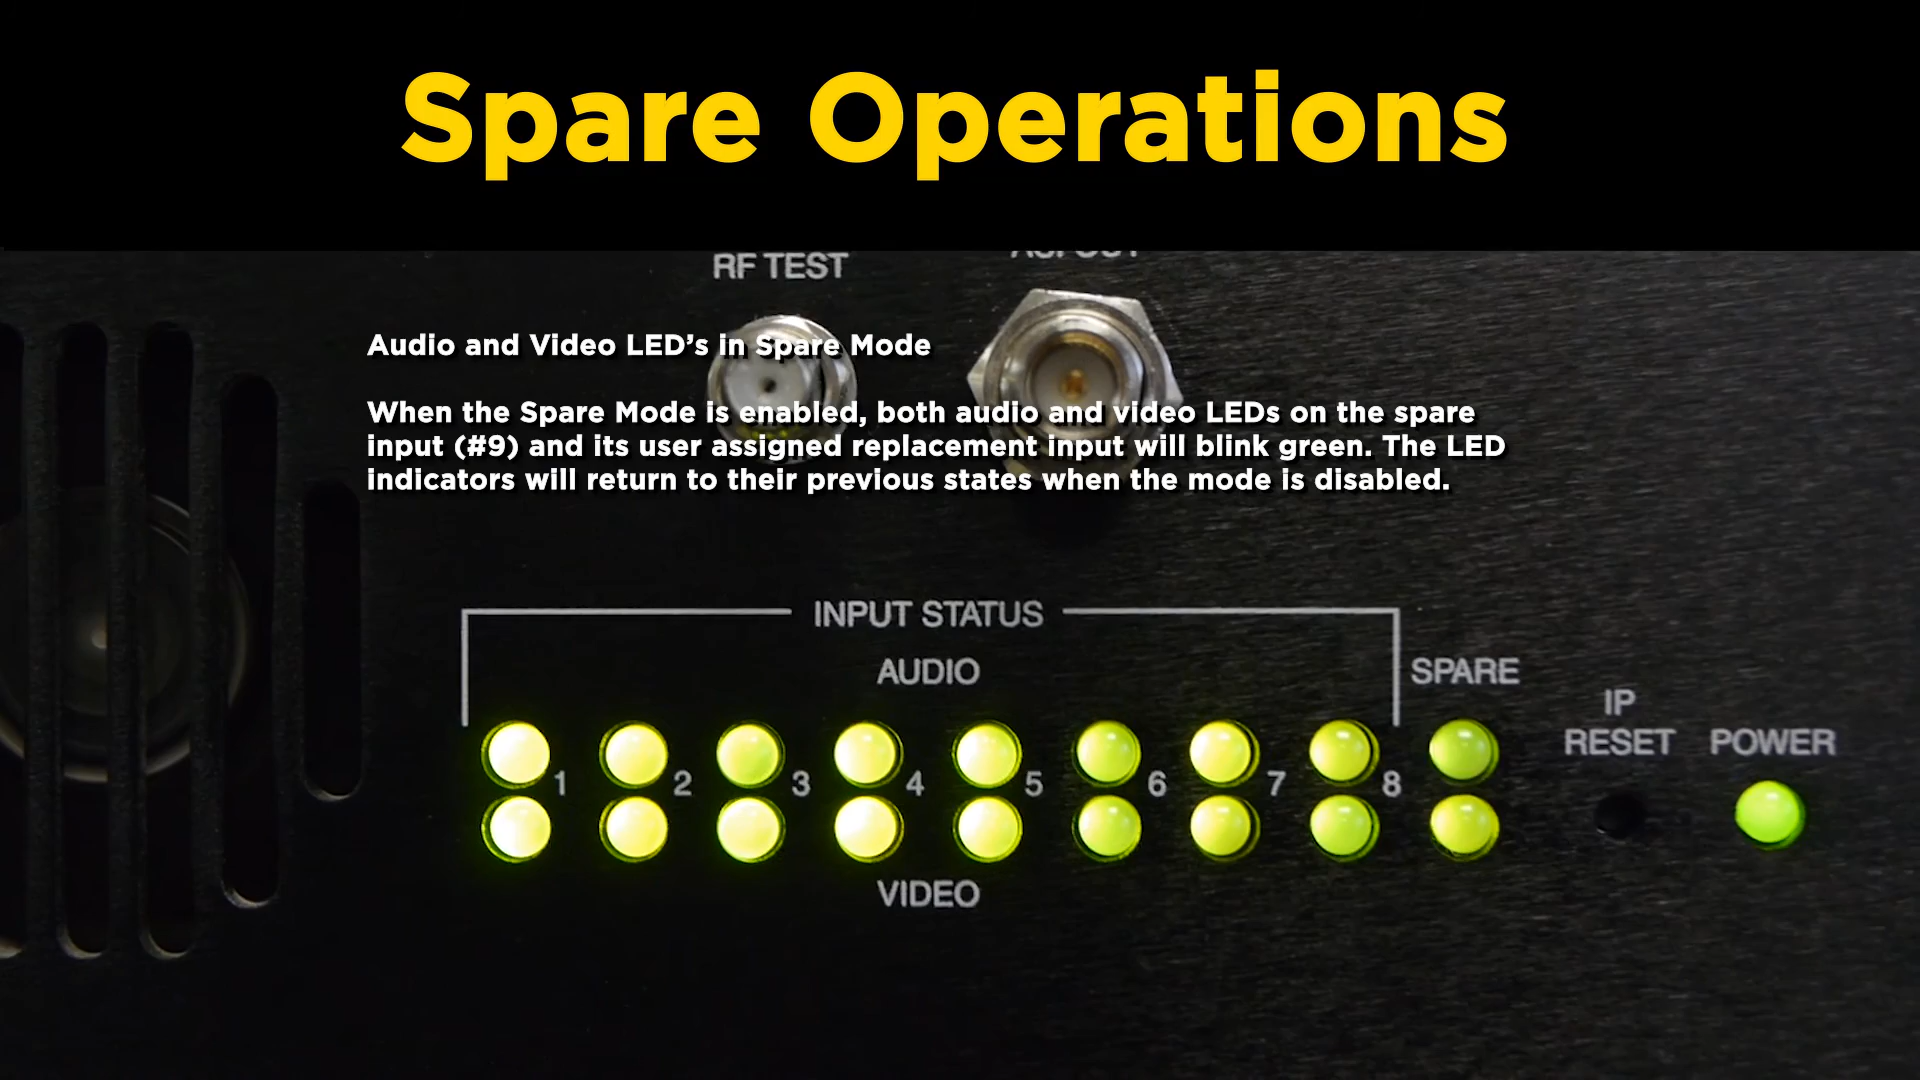 Spare Operations
RF TEST
Audio and Video LED’s in Spare Mode
When the Spare Mode is enabled, both audio and video LEDs on the spare
input (#9) and its user assigned replacement input will blink green. The LED
indicators will return to their previous states when the mode is disabled.
INPUT STATUS
AUDIO
SPARE
IP
RESET
POWER
1 2 3 4 5 6 7 8
VIDEO